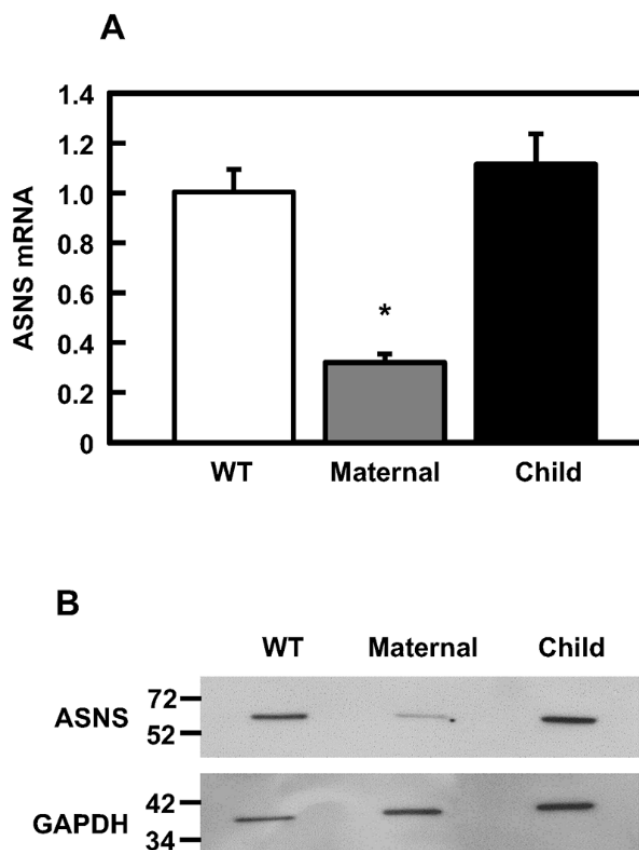 A
ASNS mRNA
1.4
1.2
1.0
0.8
0.6
0.4
0.2
0
*
WT Maternal Child
B
WT Maternal Child
ASNS
72
52
GAPDH
42
34